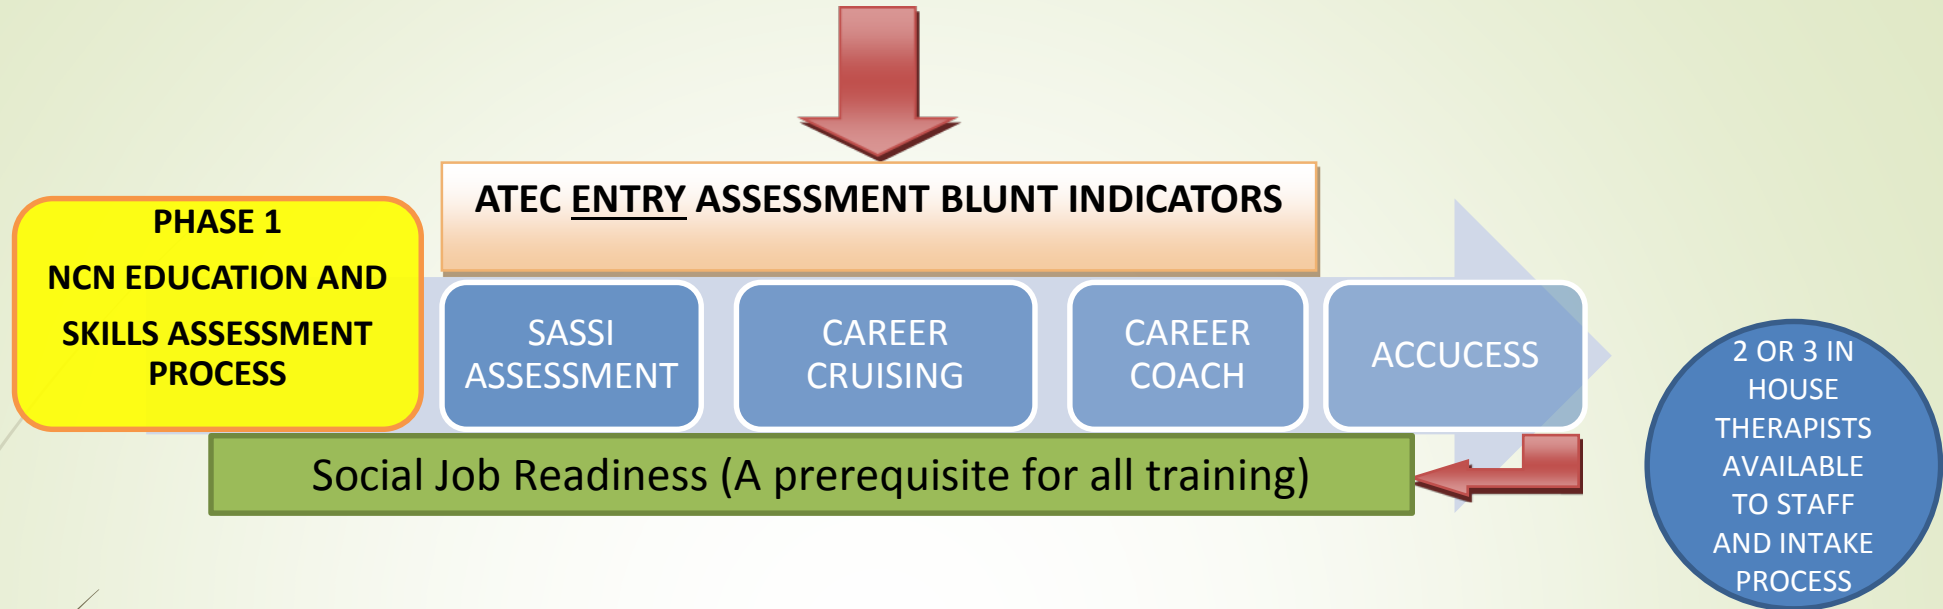 ATEC ENTRY ASSESSMENT BLUNT INDICATORS
PHASE 1
NCN EDUCATION AND
SKILLS ASSESSMENT
PROCESS
SASSI
ASSESSMENT
CAREER
CRUISING
CAREER
COACH
ACCUCESS
Social Job Readiness (A prerequisite for all training)
2 OR 3 IN
HOUSE
THERAPISTS
AVAILABLE
TO STAFF
AND INTAKE
PROCESS